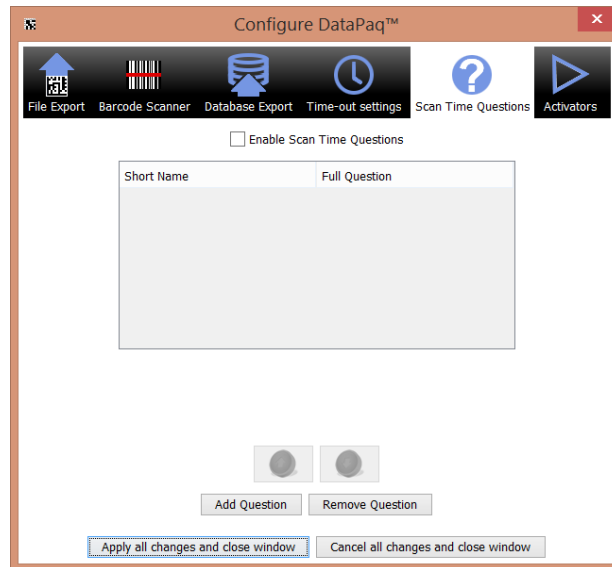 Configure DataPaq™
File Export Barcode Scanner Database Export Time-out settings Scan Time Questions Activators
Enable Scan Time Questions
Short Name Full Question
Add Question Remove Question
Apply all changes and close window Cancel all changes and close window